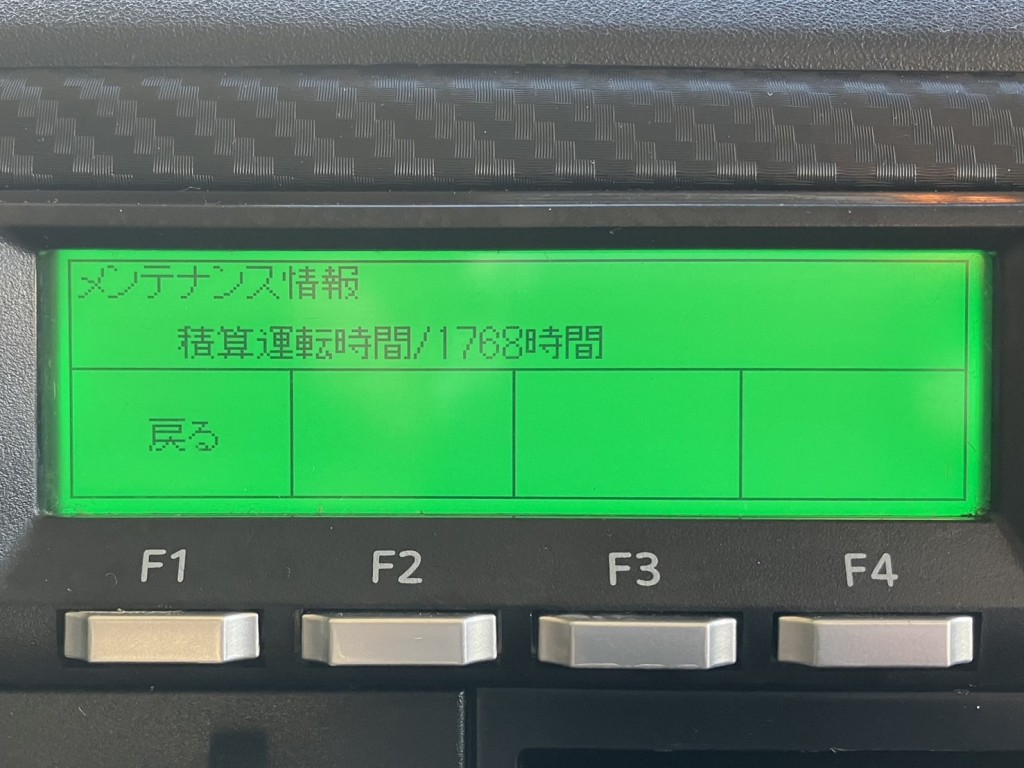 メンテナンス情報
積算運転時間/1768時間
戻る
F1 F2 F3 F4